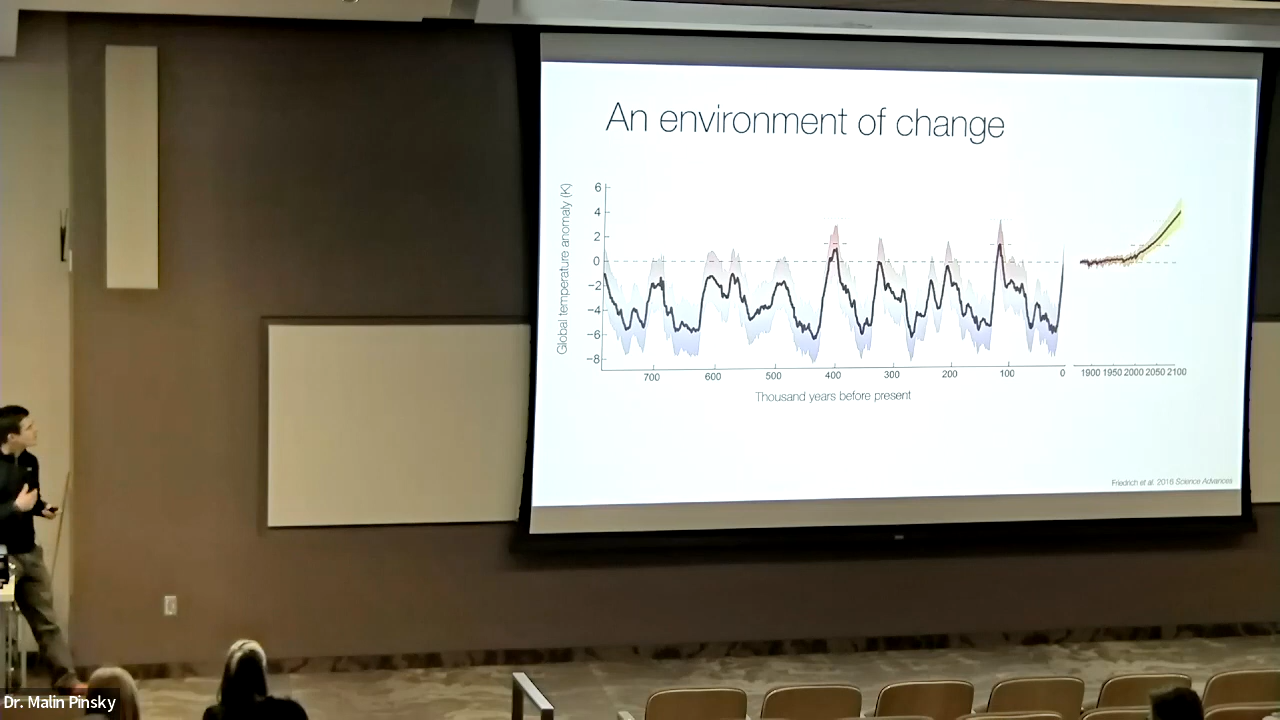 An environment of change
Global temperature anomaly (K)
6
4
2
0
−2
−4
−6
−8
700 600 500 400 300 200 100 0
1900 1950 2000 2050 2100
Thousand years before present
Friedrich et al. 2016 Science Advances
Dr. Malin Pinsky